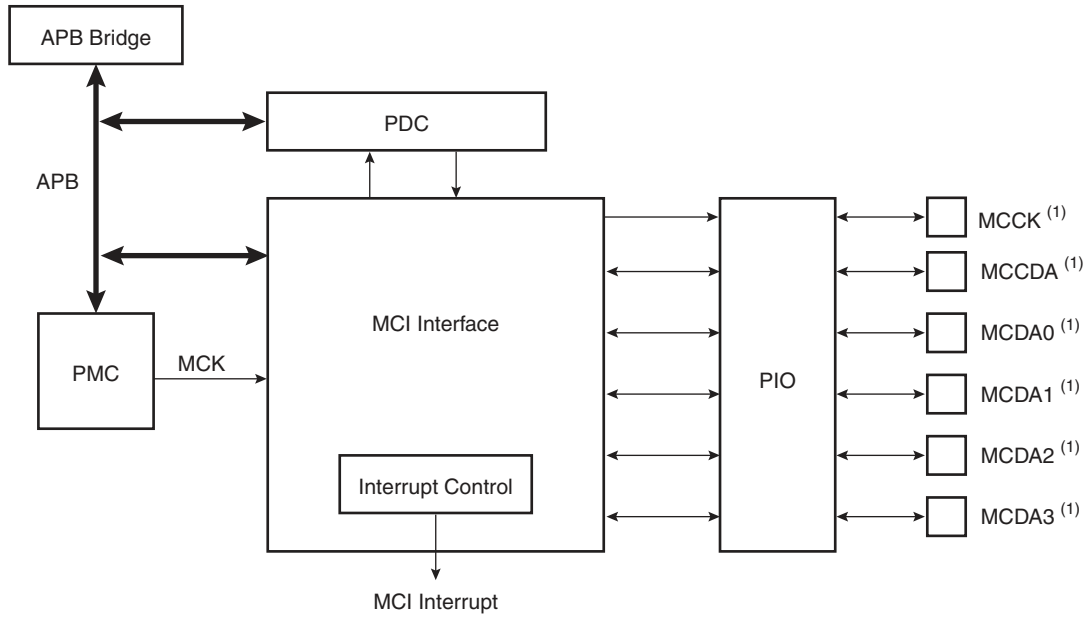 APB Bridge
PDC
APB
MCCK (1)
MCCDA (1)
MCI Interface
MCDA0 (1)
PMC
MCK
PIO
MCDA1 (1)
MCDA2 (1)
Interrupt Control
MCDA3 (1)
MCI Interrupt